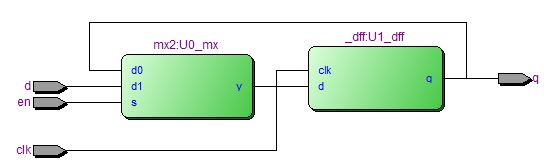 mx2:U0_mx
_dff:U1_dff
d0
d1
s
y
clk
d
q
d
en
clk
q